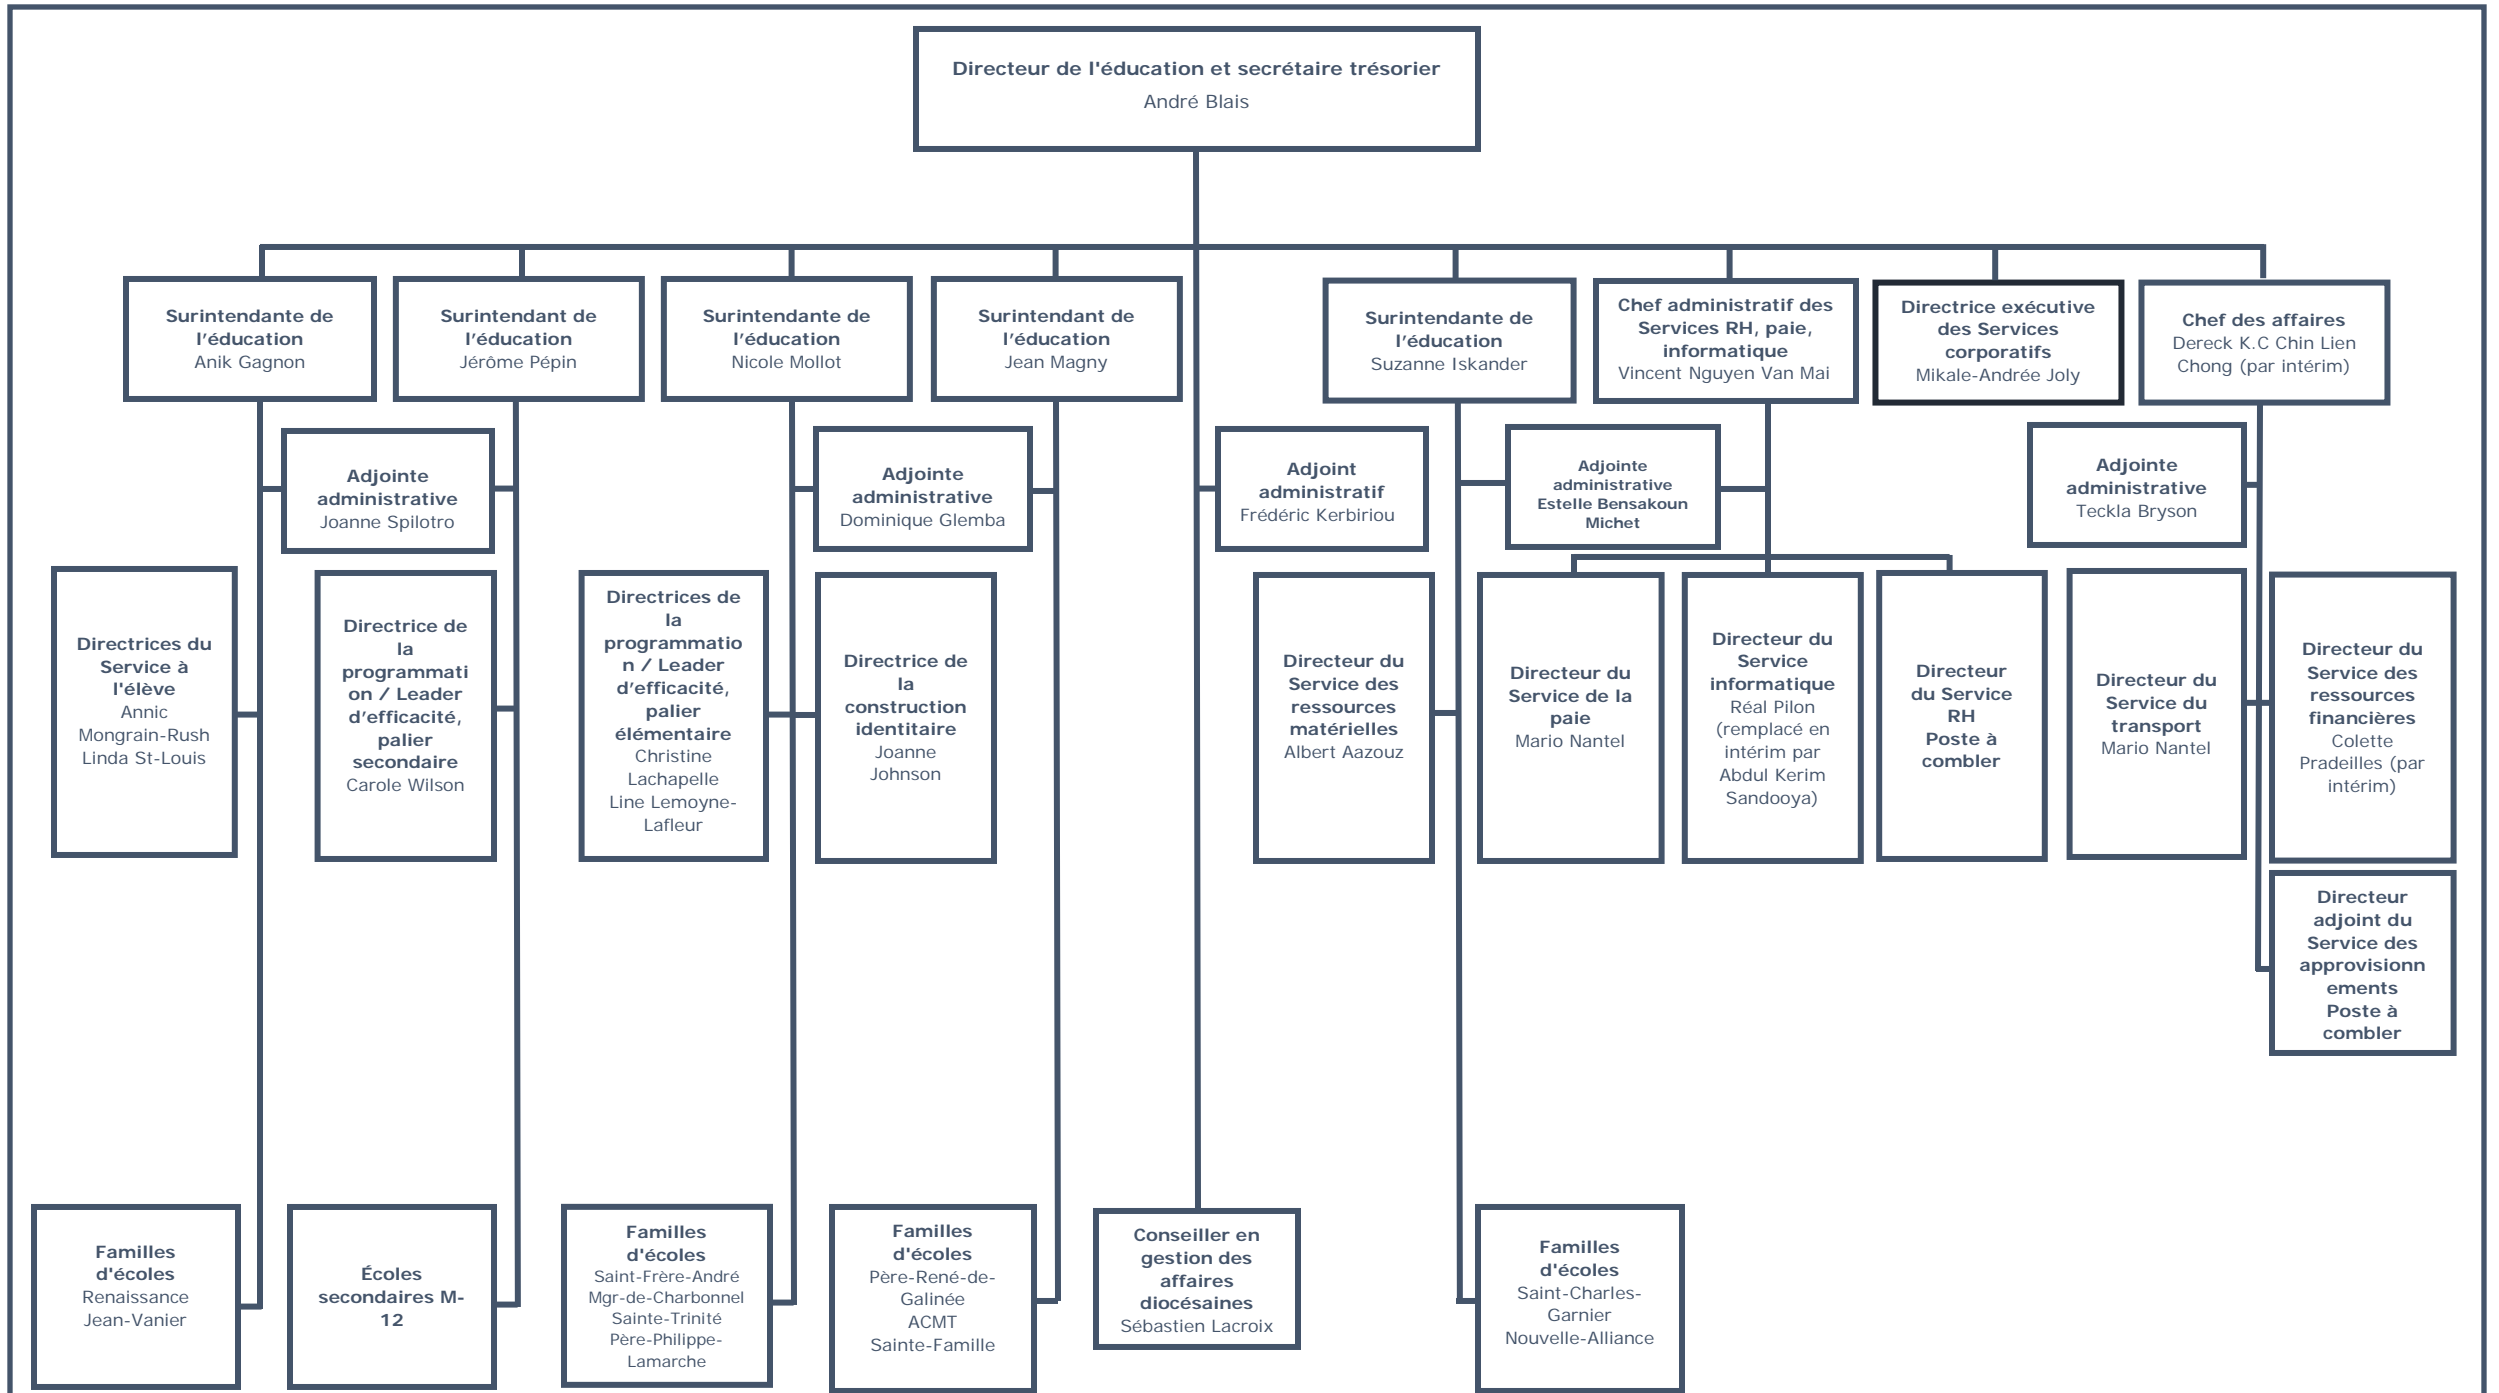 Directeur de l'éducation et secrétaire trésorier
André Blais
Surintendante de
l’éducation
Anik Gagnon
Surintendant de
l’éducation
Jérôme Pépin
Surintendante de
l’éducation
Nicole Mollot
Surintendant de
l’éducation
Jean Magny
Surintendante de
l’éducation
Suzanne Iskander
Chef administratif des
Services RH, paie,
informatique
Vincent Nguyen Van Mai
Directrice exécutive
des Services
corporatifs
Mikale-Andrée Joly
Chef des affaires
Dereck K.C Chin Lien
Chong (par intérim)
Adjointe
administrative
Joanne Spilotro
Adjointe
administrative
Dominique Glemba
Adjoint
administratif
Frédéric Kerbiriou
Adjointe
administrative
Estelle Bensakoun
Michet
Adjointe
administrative
Teckla Bryson
Directrices du
Service à
l'élève
Annic
Mongrain-Rush
Linda St-Louis
Directrice de
la
programmati
on / Leader
d’efficacité,
palier
secondaire
Carole Wilson
Directrices de
la
programmatio
n / Leader
d’efficacité,
palier
élémentaire
Christine
Lachapelle
Line Lemoyne-
Lafleur
Directrice de
la
construction
identitaire
Joanne
Johnson
Directeur du
Service des
ressources
matérielles
Albert Aazouz
Directeur du
Service de la
paie
Mario Nantel
Directeur du
Service
informatique
Réal Pilon
(remplacé en
intérim par
Abdul Kerim
Sandooya)
Directeur
du Service
RH
Poste à
combler
Directeur du
Service du
transport
Mario Nantel
Directeur du
Service des
ressources
financières
Colette
Pradeilles (par
intérim)
Directeur
adjoint du
Service des
approvisionn
ements
Poste à
combler
Familles
d'écoles
Renaissance
Jean-Vanier
Écoles
secondaires M-
12
Familles
d'écoles
Saint-Frère-André
Mgr-de-Charbonnel
Sainte-Trinité
Père-Philippe-
Lamarche
Familles
d'écoles
Père-René-de-
Galinée
ACMT
Sainte-Famille
Conseiller en
gestion des
affaires
diocésaines
Sébastien Lacroix
Familles
d'écoles
Saint-Charles-
Garnier
Nouvelle-Alliance